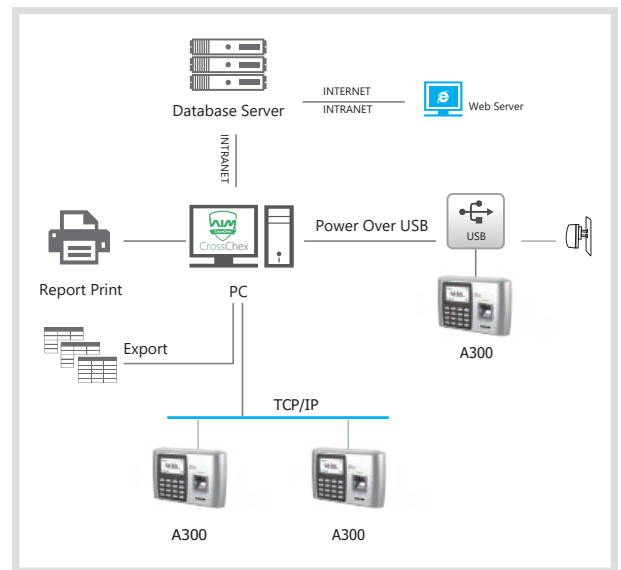 Database Server
INTERNET
INTRANET
Web Server
INTRANET
CrossChex
Power Over USB
USB
Report Print
PC
A300
Export
TCP/IP
A300
A300